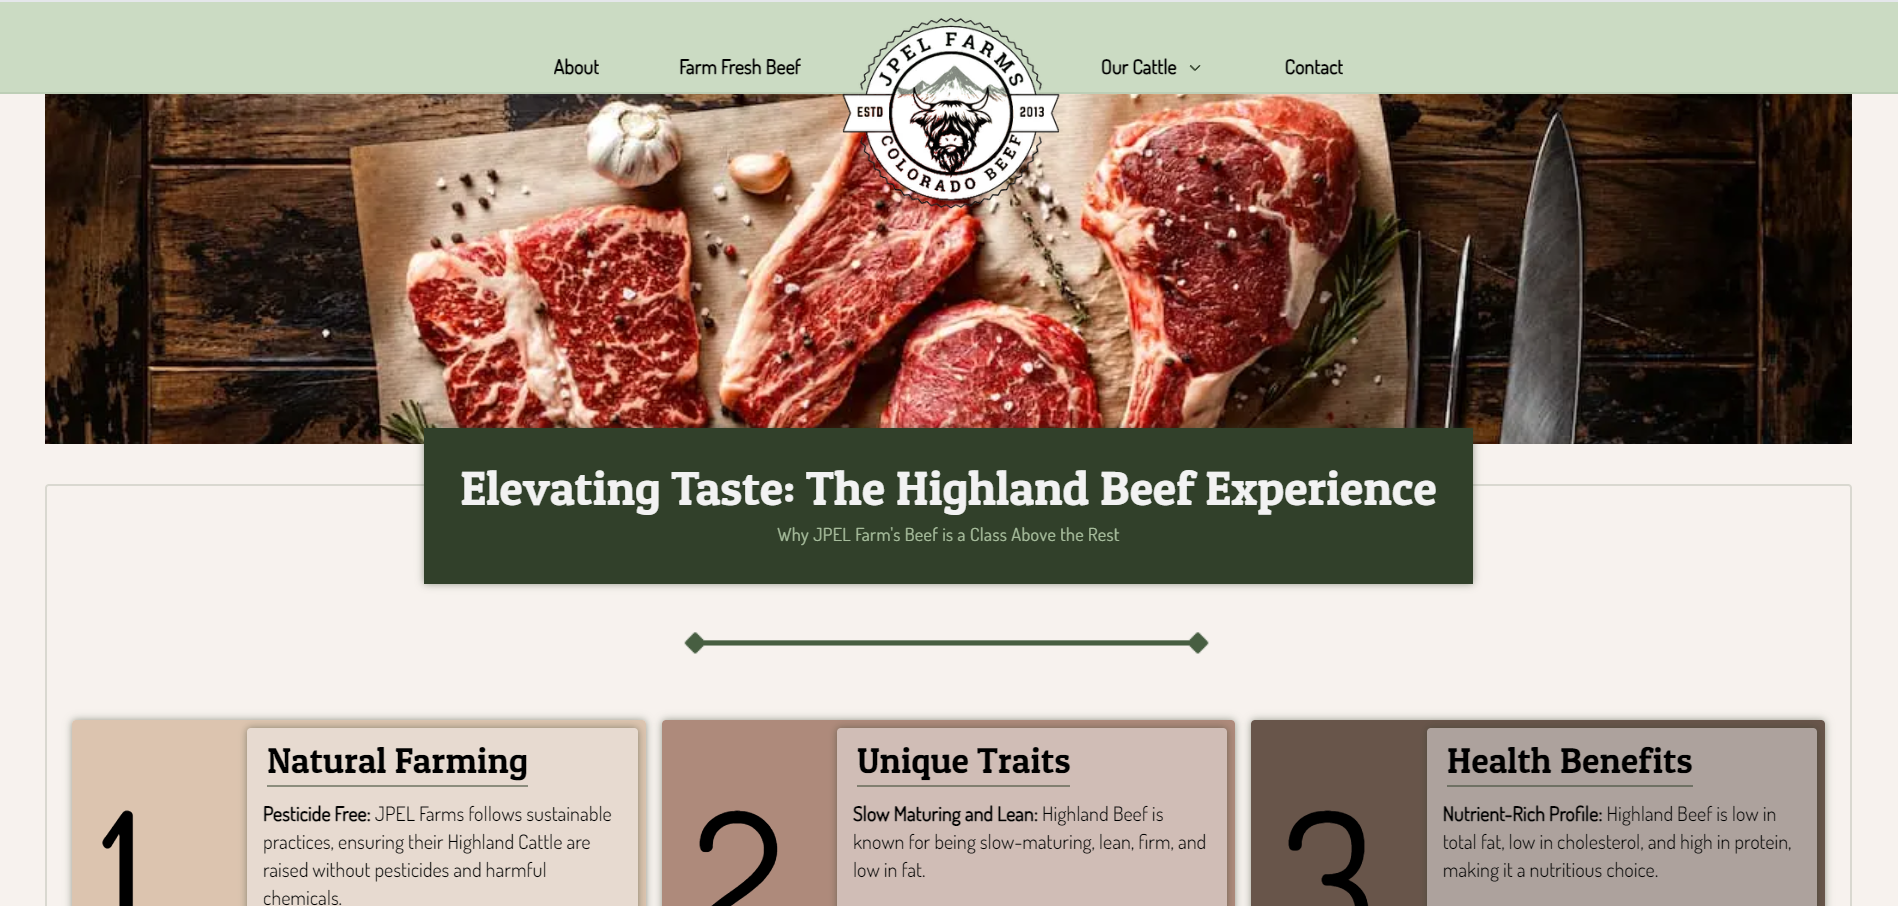 About
Farm Fresh Beef
JPEL FARMS
ESTD
2013
COLORADO BEEF
Our Cattle
Contact
Elevating Taste: The Highland Beef Experience
Why JPEL Farm's Beef is a Class Above the Rest
1
Natural Farming
Pesticide Free: JPEL Farms follows sustainable
practices, ensuring their Highland Cattle are
raised without pesticides and harmful
chemicals.
2
Unique Traits
Slow Maturing and Lean: Highland Beef is
known for being slow-maturing, lean, firm, and
low in fat.
3
Health Benefits
Nutrient-Rich Profile: Highland Beef is low in
total fat, low in cholesterol, and high in protein,
making it a nutritious choice.